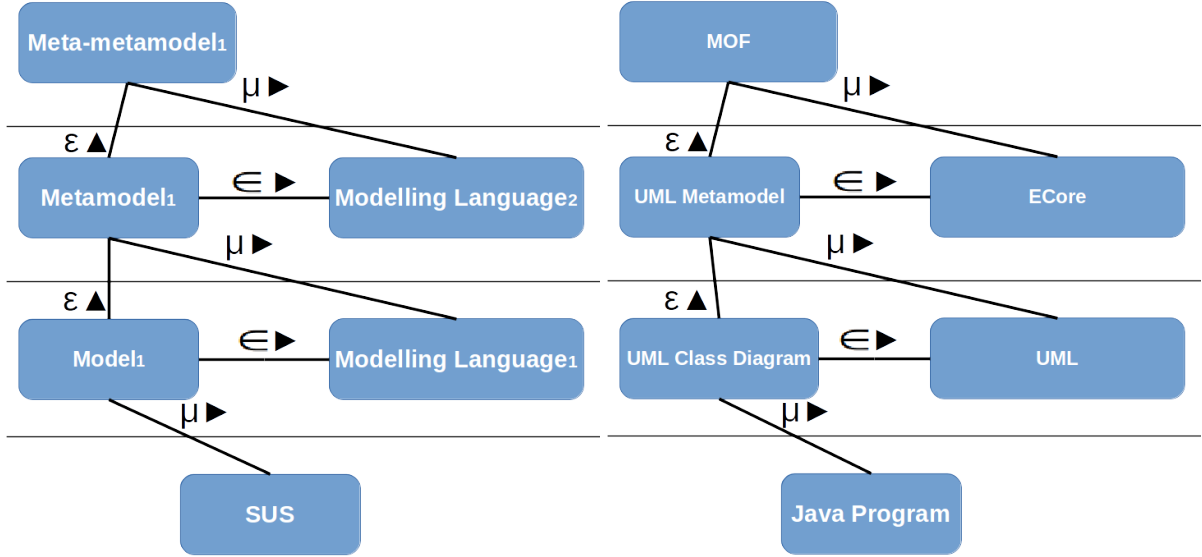 Meta-metamodel1
μ ►
ε ▲
Metamodel1
∈ ►
Modelling Language2
μ ►
ε ▲
Model1
∈ ►
Modelling Language1
μ ►
SUS
MOF
μ ►
ε ▲
UML Metamodel
∈ ►
ECore
μ ►
ε ▲
UML Class Diagram
∈ ►
UML
μ ►
Java Program